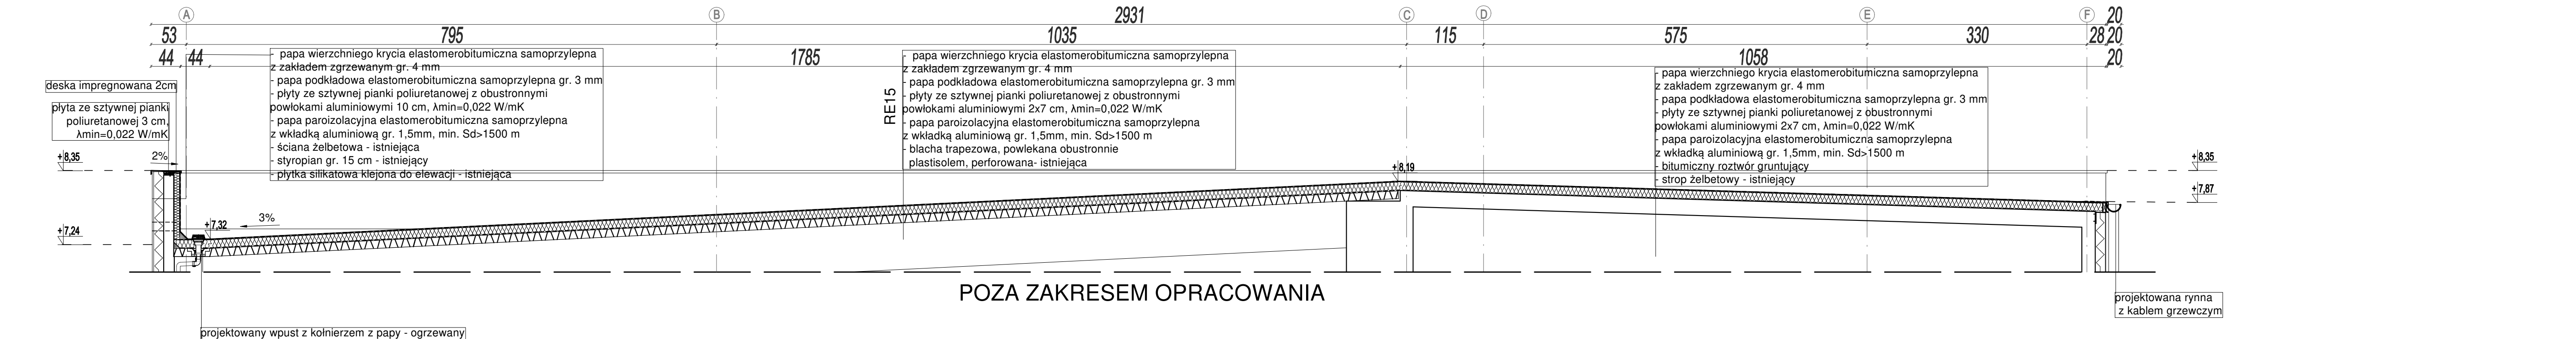 A B C D E F
2931 20
53 795 1035 115 575 330 28 20
44 44 1785 1058 20
deska impregnowana 2cm
płyta ze sztywnej pianki
poliuretanowej 3 cm,
λmin=0,022 W/mK
- papa wierzchniego krycia elastomerobitumiczna samoprzylepna
z zakładem zgrzewanym gr. 4 mm
- papa podkładowa elastomerobitumiczna samoprzylepna gr. 3 mm
- płyty ze sztywnej pianki poliuretanowej z obustronnymi
powłokami aluminiowymi 10 cm, λmin=0,022 W/mK
- papa paroizolacyjna elastomerobitumiczna samoprzylepna
z wkładką aluminiową gr. 1,5mm, min. Sd>1500 m
- ściana żelbetowa - istniejąca
- styropian gr. 15 cm - istniejący
- płytka silikatowa klejona do elewacji - istniejąca
RE15
- papa wierzchniego krycia elastomerobitumiczna samoprzylepna
z zakładem zgrzewanym gr. 4 mm
- papa podkładowa elastomerobitumiczna samoprzylepna gr. 3 mm
- płyty ze sztywnej pianki poliuretanowej z obustronnymi
powłokami aluminiowymi 2x7 cm, λmin=0,022 W/mK
- papa paroizolacyjna elastomerobitumiczna samoprzylepna
z wkładką aluminiową gr. 1,5mm, min. Sd>1500 m
- blacha trapezowa, powlekana obustronnie
plastisolem, perforowana- istniejąca
- papa wierzchniego krycia elastomerobitumiczna samoprzylepna
z zakładem zgrzewanym gr. 4 mm
- papa podkładowa elastomerobitumiczna samoprzylepna gr. 3 mm
- płyty ze sztywnej pianki poliuretanowej z obustronnymi
powłokami aluminiowymi 2x7 cm, λmin=0,022 W/mK
- papa paroizolacyjna elastomerobitumiczna samoprzylepna
z wkładką aluminiową gr. 1,5mm, min. Sd>1500 m
- bitumiczny roztwór gruntujący
- strop żelbetowy - istniejący
+8,35
2%
+8,19
+8,35
+7,87
3%
+7,32
+7,24
POZA ZAKRESEM OPRACOWANIA
projektowana rynna
z kablem grzewczym
projektowany wpust z kołnierzem z papy - ogrzewany